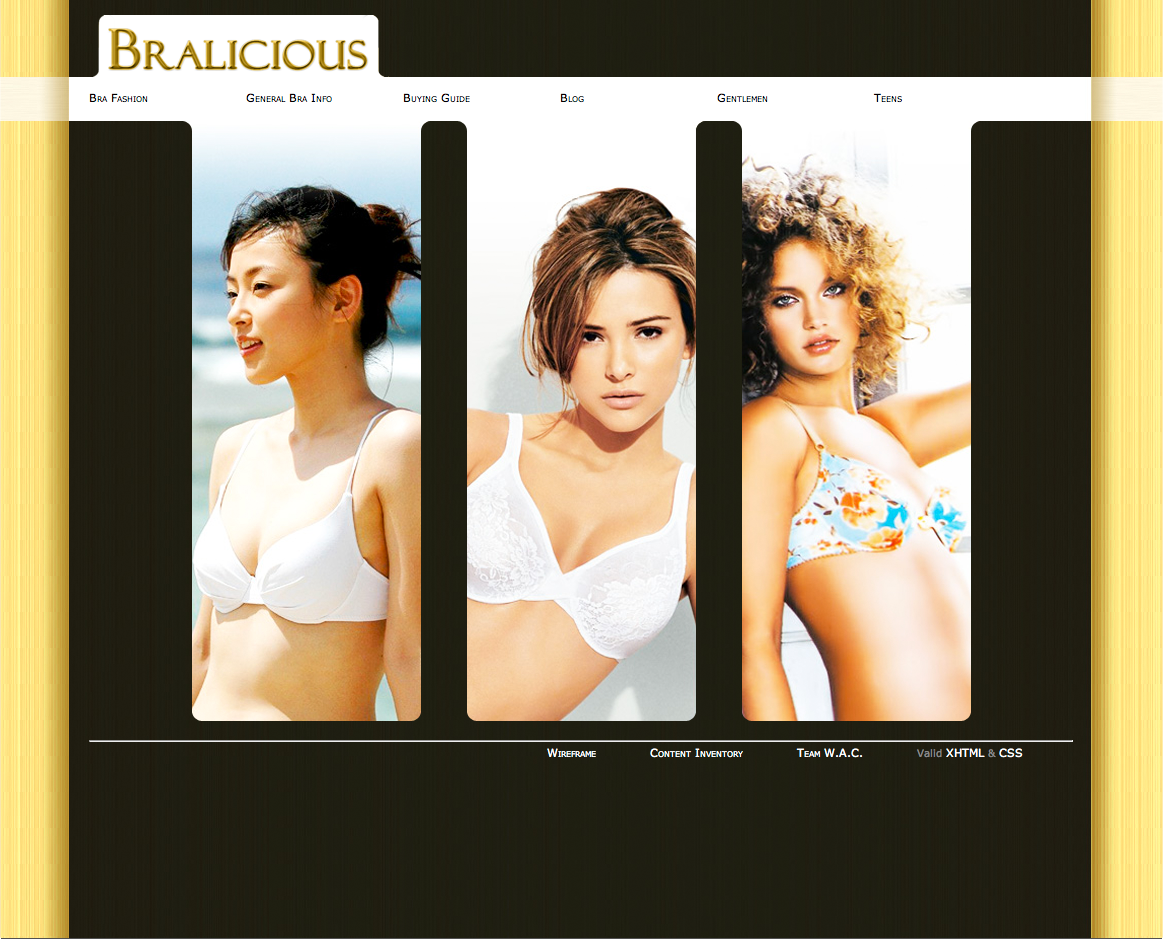 Bralicious
Bra Fashion General Bra Info Buying Guide Blog Gentlemen Teens
Wireframe Content Inventory Team W.A.C. Valid XHTML & CSS